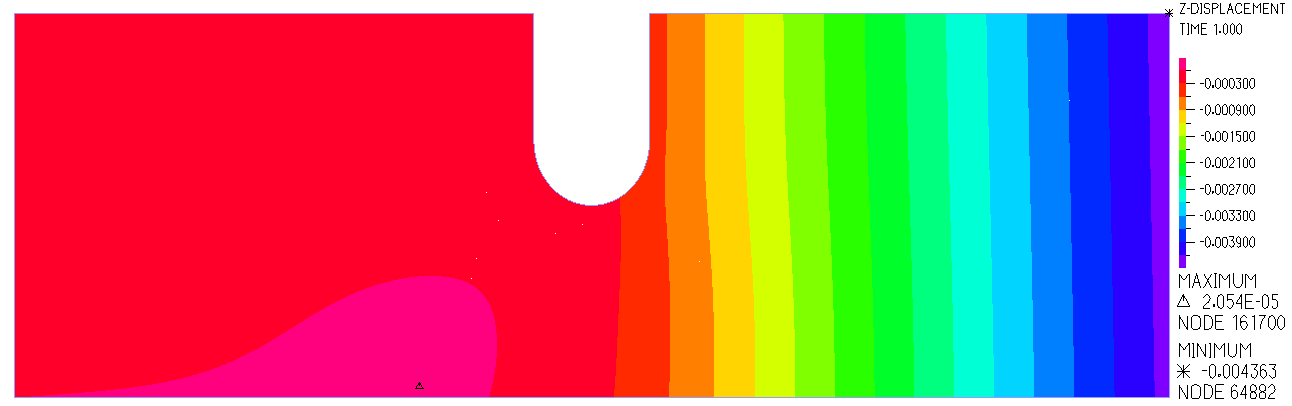 Z-DISPLACEMENT
TIME 1.000
-0.000300
-0.000900
-0.001500
-0.002100
-0.002700
-0.003300
-0.003900
MAXIMUM
△ 2.054E-05
NODE 161700
MINIMUM
* -0.004363
NODE 64882